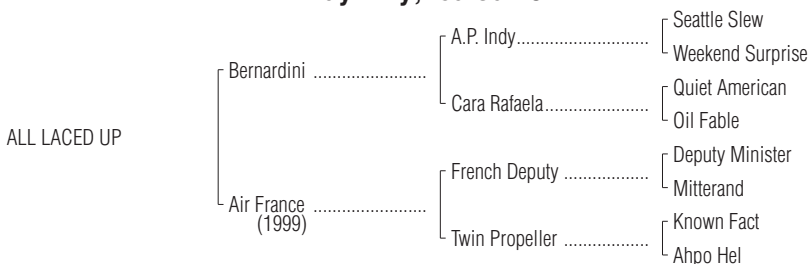 Seattle Slew
A.P. Indy
Weekend Surprise
Bernardini
Quiet American
Cara Rafaela
Oil Fable
ALL LACED UP
Deputy Minister
French Deputy
Mitterand
Air France
(1999)
Known Fact
Twin Propeller
Ahpo Hel